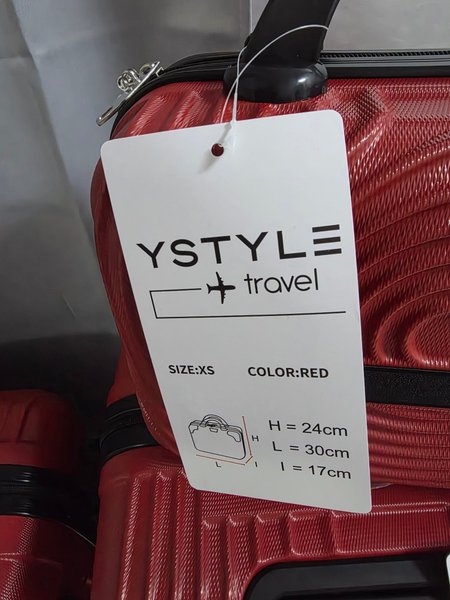 YSTYLE
travel
SIZE:XS COLOR:RED
H = 24cm
H
L = 30cm
L I
I = 17cm